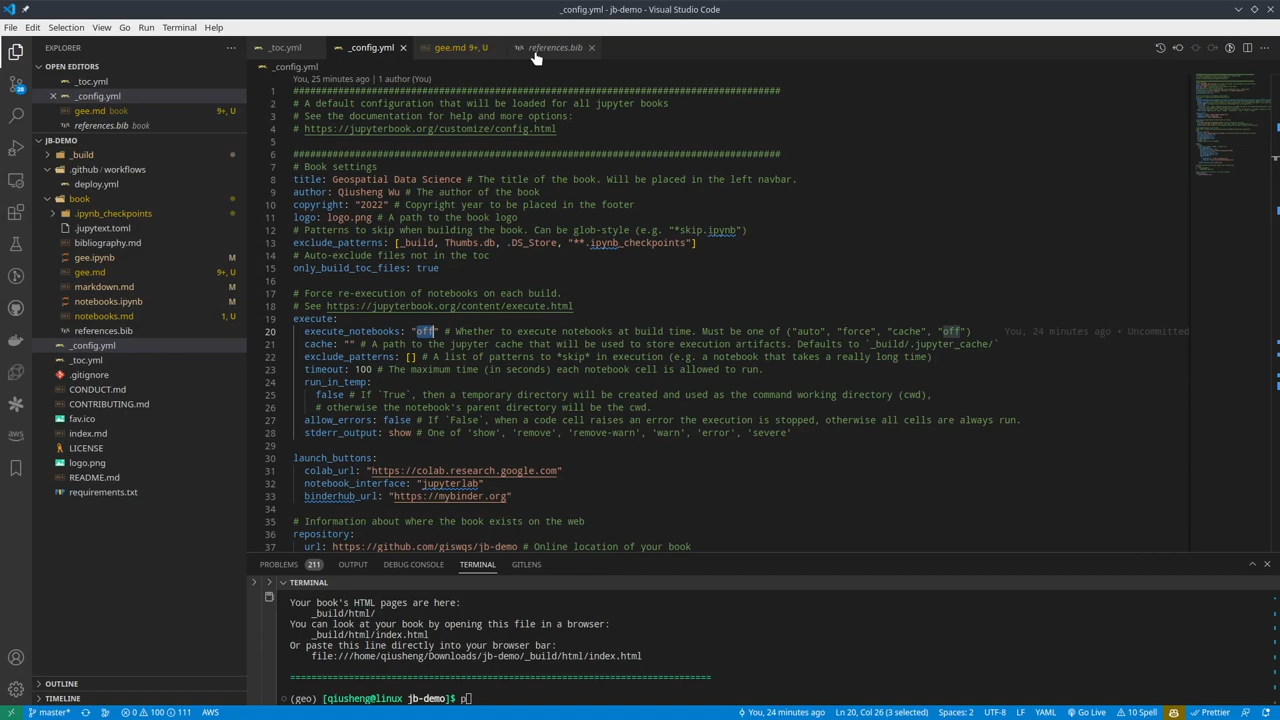 _config.yml - jb-demo - Visual Studio Code
File Edit Selection View Go Run Terminal Help
EXPLORER
OPEN EDITORS
_toc.yml
_config.yml
gee.md book 9+, U
references.bib book
JB-DEMO
_build
.github \ workflows
deploy.yml
book
.ipynb_checkpoints
.jupytext.toml
bibliography.md
gee.ipynb M
gee.md 9+, U
markdown.md M
notebooks.ipynb M
notebooks.md 1, U
references.bib
_config.yml
_toc.yml
.gitignore
CONDUCT.md
CONTRIBUTING.md
fav.ico
index.md
LICENSE
logo.png
README.md
requirements.txt
OUTLINE
TIMELINE
28
_toc.yml _config.yml gee.md 9+, U references.bib
_config.yml
You, 25 minutes ago | 1 author (You)
1 #######################################################################################
2 # A default configuration that will be loaded for all jupyter books
3 # See the documentation for help and more options:
4 # https://jupyterbook.org/customize/config.html
5
6 #######################################################################################
7 # Book settings
8 title: Geospatial Data Science # The title of the book. Will be placed in the left navbar.
9 author: Qiusheng Wu # The author of the book
10 copyright: "2022" # Copyright year to be placed in the footer
11 logo: logo.png # A path to the book logo
12 # Patterns to skip when building the book. Can be glob-style (e.g. "*skip.ipynb")
13 exclude_patterns: [_build, Thumbs.db, .DS_Store, "**.ipynb_checkpoints"]
14 # Auto-exclude files not in the toc
15 only_build_toc_files: true
16
17 # Force re-execution of notebooks on each build.
18 # See https://jupyterbook.org/content/execute.html
19 execute:
20 execute_notebooks: "off" # Whether to execute notebooks at build time. Must be one of ("auto", "force", "cache", "off") You, 24 minutes ago • Uncommitted
21 cache: "" # A path to the jupyter cache that will be used to store execution artifacts. Defaults to `_build/.jupyter_cache/`
22 exclude_patterns: [] # A list of patterns to *skip* in execution (e.g. a notebook that takes a really long time)
23 timeout: 100 # The maximum time (in seconds) each notebook cell is allowed to run.
24 run_in_temp:
25 false # If `True`, then a temporary directory will be created and used as the command working directory (cwd),
26 # otherwise the notebook's parent directory will be the cwd.
27 allow_errors: false # If `False`, when a code cell raises an error the execution is stopped, otherwise all cells are always run.
28 stderr_output: show # One of 'show', 'remove', 'remove-warn', 'warn', 'error', 'severe'
29
30 launch_buttons:
31 colab_url: "https://colab.research.google.com"
32 notebook_interface: "jupyterlab"
33 binderhub_url: "https://mybinder.org"
34
35 # Information about where the book exists on the web
36 repository:
37 url: https://github.com/giswqs/jb-demo # Online location of your book
PROBLEMS 211 OUTPUT DEBUG CONSOLE TERMINAL GITLENS
TERMINAL
Your book's HTML pages are here:
_build/html/
You can look at your book by opening this file in a browser:
_build/html/index.html
Or paste this line directly into your browser bar:
file:///home/qiusheng/Downloads/jb-demo/_build/html/index.html
===============================================================================
(geo) [qiusheng@linux jb-demo]$ p
aws
master* 0 100 111 AWS You, 24 minutes ago Ln 20, Col 26 (3 selected) Spaces: 2 UTF-8 LF YAML Go Live 10 Spell Prettier